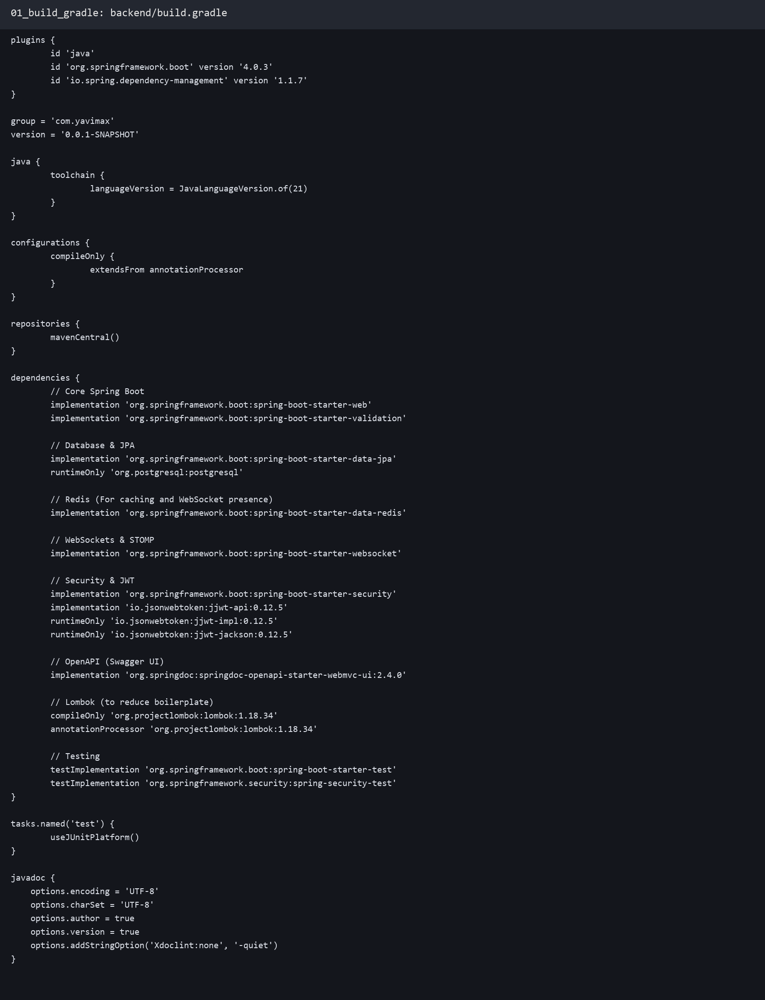 01_build_gradle: backend/build.gradle
plugins {
        id 'java'
        id 'org.springframework.boot' version '4.0.3'
        id 'io.spring.dependency-management' version '1.1.7'
}

group = 'com.yavimax'
version = '0.0.1-SNAPSHOT'

java {
        toolchain {
                languageVersion = JavaLanguageVersion.of(21)
        }
}

configurations {
        compileOnly {
                extendsFrom annotationProcessor
        }
}

repositories {
        mavenCentral()
}

dependencies {
        // Core Spring Boot
        implementation 'org.springframework.boot:spring-boot-starter-web'
        implementation 'org.springframework.boot:spring-boot-starter-validation'

        // Database & JPA
        implementation 'org.springframework.boot:spring-boot-starter-data-jpa'
        runtimeOnly 'org.postgresql:postgresql'

        // Redis (For caching and WebSocket presence)
        implementation 'org.springframework.boot:spring-boot-starter-data-redis'

        // WebSockets & STOMP
        implementation 'org.springframework.boot:spring-boot-starter-websocket'

        // Security & JWT
        implementation 'org.springframework.boot:spring-boot-starter-security'
        implementation 'io.jsonwebtoken:jjwt-api:0.12.5'
        runtimeOnly 'io.jsonwebtoken:jjwt-impl:0.12.5'
        runtimeOnly 'io.jsonwebtoken:jjwt-jackson:0.12.5'

        // OpenAPI (Swagger UI)
        implementation 'org.springdoc:springdoc-openapi-starter-webmvc-ui:2.4.0'

        // Lombok (to reduce boilerplate)
        compileOnly 'org.projectlombok:lombok:1.18.34'
        annotationProcessor 'org.projectlombok:lombok:1.18.34'

        // Testing
        testImplementation 'org.springframework.boot:spring-boot-starter-test'
        testImplementation 'org.springframework.security:spring-security-test'
}

tasks.named('test') {
        useJUnitPlatform()
}

javadoc {
    options.encoding = 'UTF-8'
    options.charSet = 'UTF-8'
    options.author = true
    options.version = true
    options.addStringOption('Xdoclint:none', '-quiet')
}